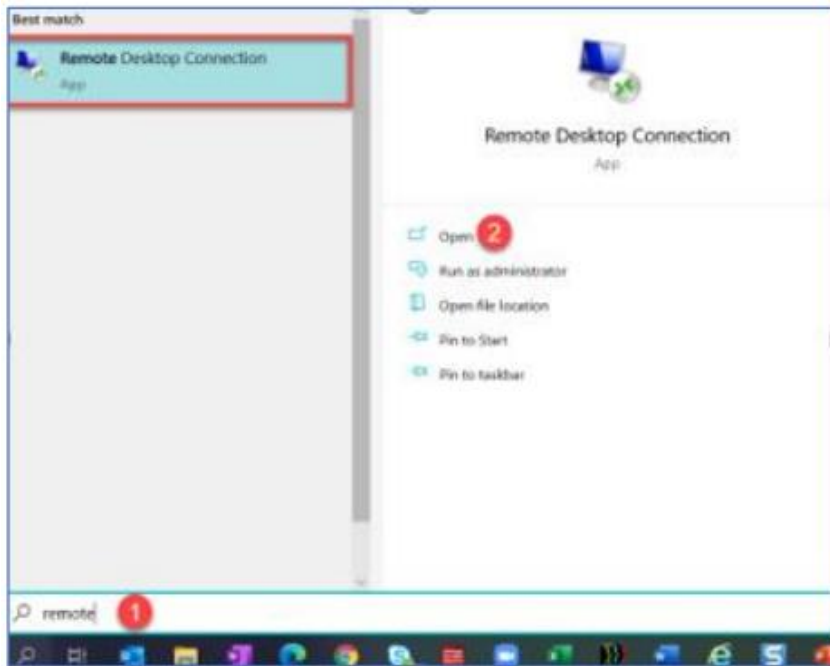 Best match
Remote Desktop Connection
App
Remote Desktop Connection
App
Open 2
Run as administrator
Open file location
Pin to Start
Pin to taskbar
remote 1